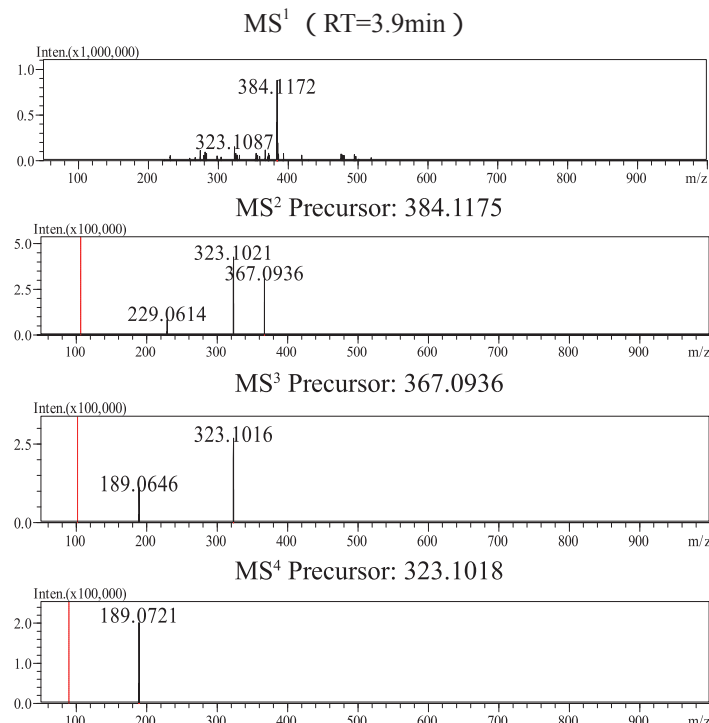 MS1 ( RT=3.9min )
Inten.(x1,000,000)
1.0
384.1172
0.5
323.1087
0.0
100 200 300 400 500 600 700 800 900 m/z
MS2 Precursor: 384.1175
Inten.(x100,000)
5.0
323.1021
367.0936
2.5
229.0614
0.0
100 200 300 400 500 600 700 800 900 m/z
MS3 Precursor: 367.0936
Inten.(x100,000)
323.1016
2.5
189.0646
0.0
100 200 300 400 500 600 700 800 900 m/z
MS4 Precursor: 323.1018
Inten.(x100,000)
189.0721
2.0
1.0
0.0
100 200 300 400 500 600 700 800 900 m/z